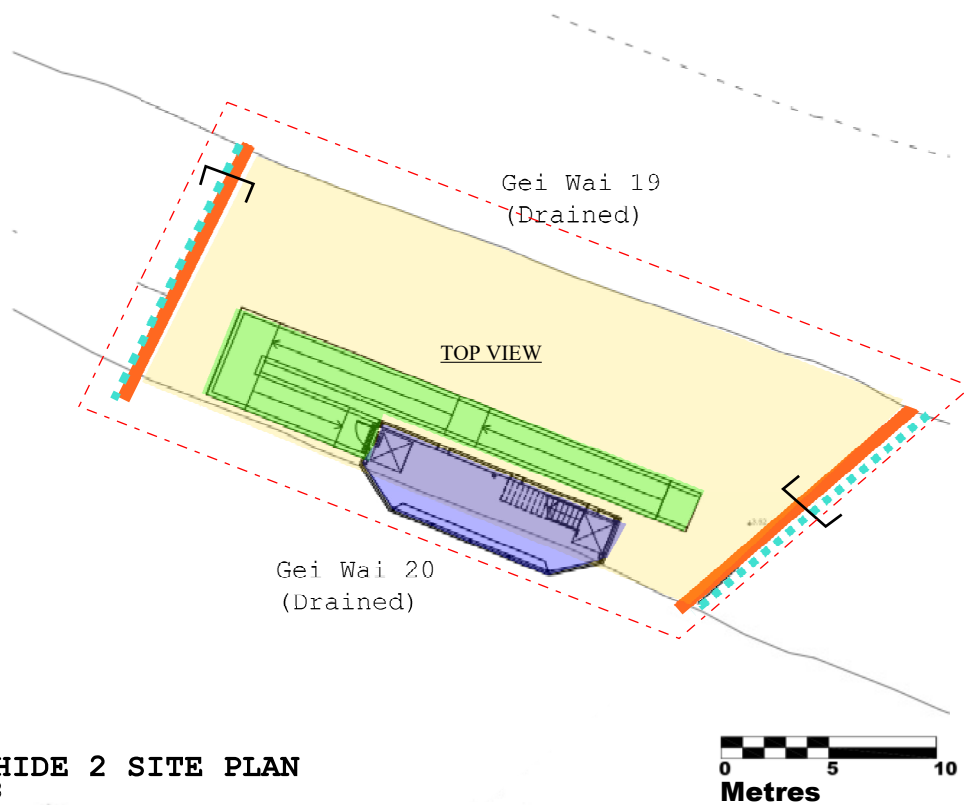 Gei Wai 19
(Drained)
TOP VIEW
Gei Wai 20
(Drained)
HIDE 2 SITE PLAN
0 5 10
Metres